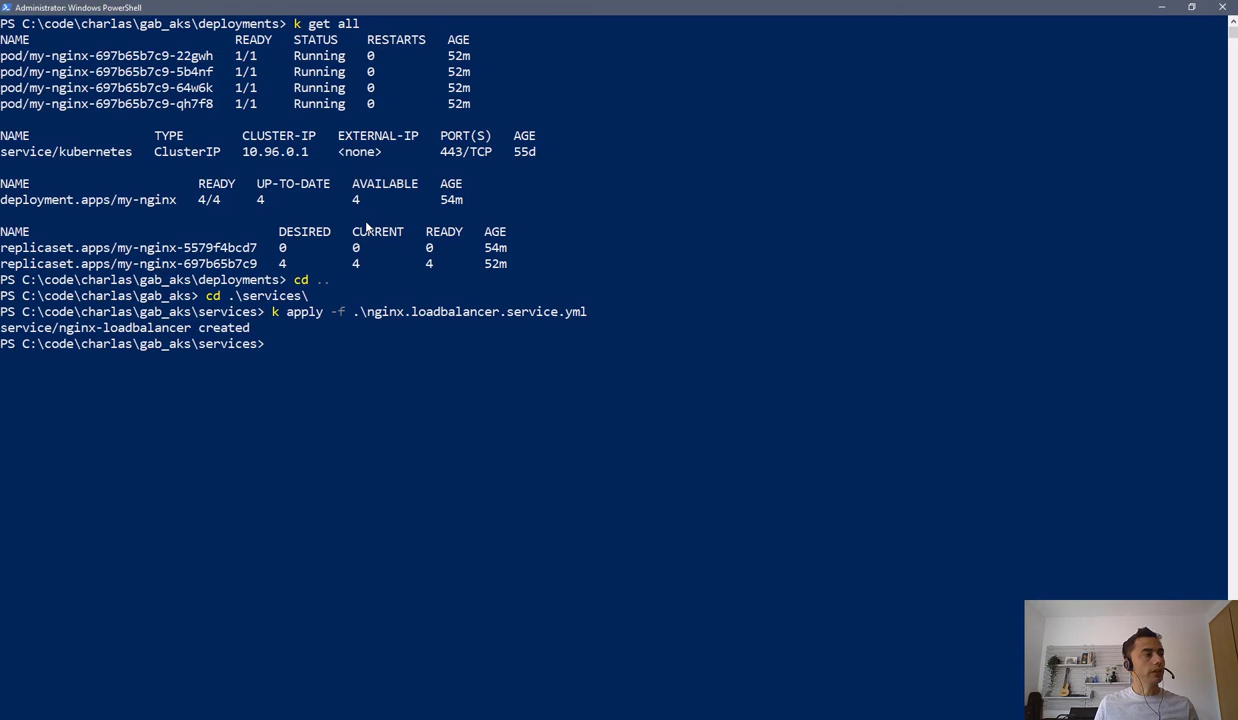 Administrator: Windows PowerShell
PS C:\code\charlas\gab_aks\deployments> k get all
NAME READY STATUS RESTARTS AGE
pod/my-nginx-697b65b7c9-22gwh 1/1 Running 0 52m
pod/my-nginx-697b65b7c9-5b4nf 1/1 Running 0 52m
pod/my-nginx-697b65b7c9-64w6k 1/1 Running 0 52m
pod/my-nginx-697b65b7c9-qh7f8 1/1 Running 0 52m
NAME TYPE CLUSTER-IP EXTERNAL-IP PORT(S) AGE
service/kubernetes ClusterIP 10.96.0.1 <none> 443/TCP 55d
NAME READY UP-TO-DATE AVAILABLE AGE
deployment.apps/my-nginx 4/4 4 4 54m
NAME DESIRED CURRENT READY AGE
replicaset.apps/my-nginx-5579f4bcd7 0 0 0 54m
replicaset.apps/my-nginx-697b65b7c9 4 4 4 52m
PS C:\code\charlas\gab_aks\deployments> cd ..
PS C:\code\charlas\gab_aks> cd .\services\
PS C:\code\charlas\gab_aks\services> k apply -f .\nginx.loadbalancer.service.yml
service/nginx-loadbalancer created
PS C:\code\charlas\gab_aks\services>